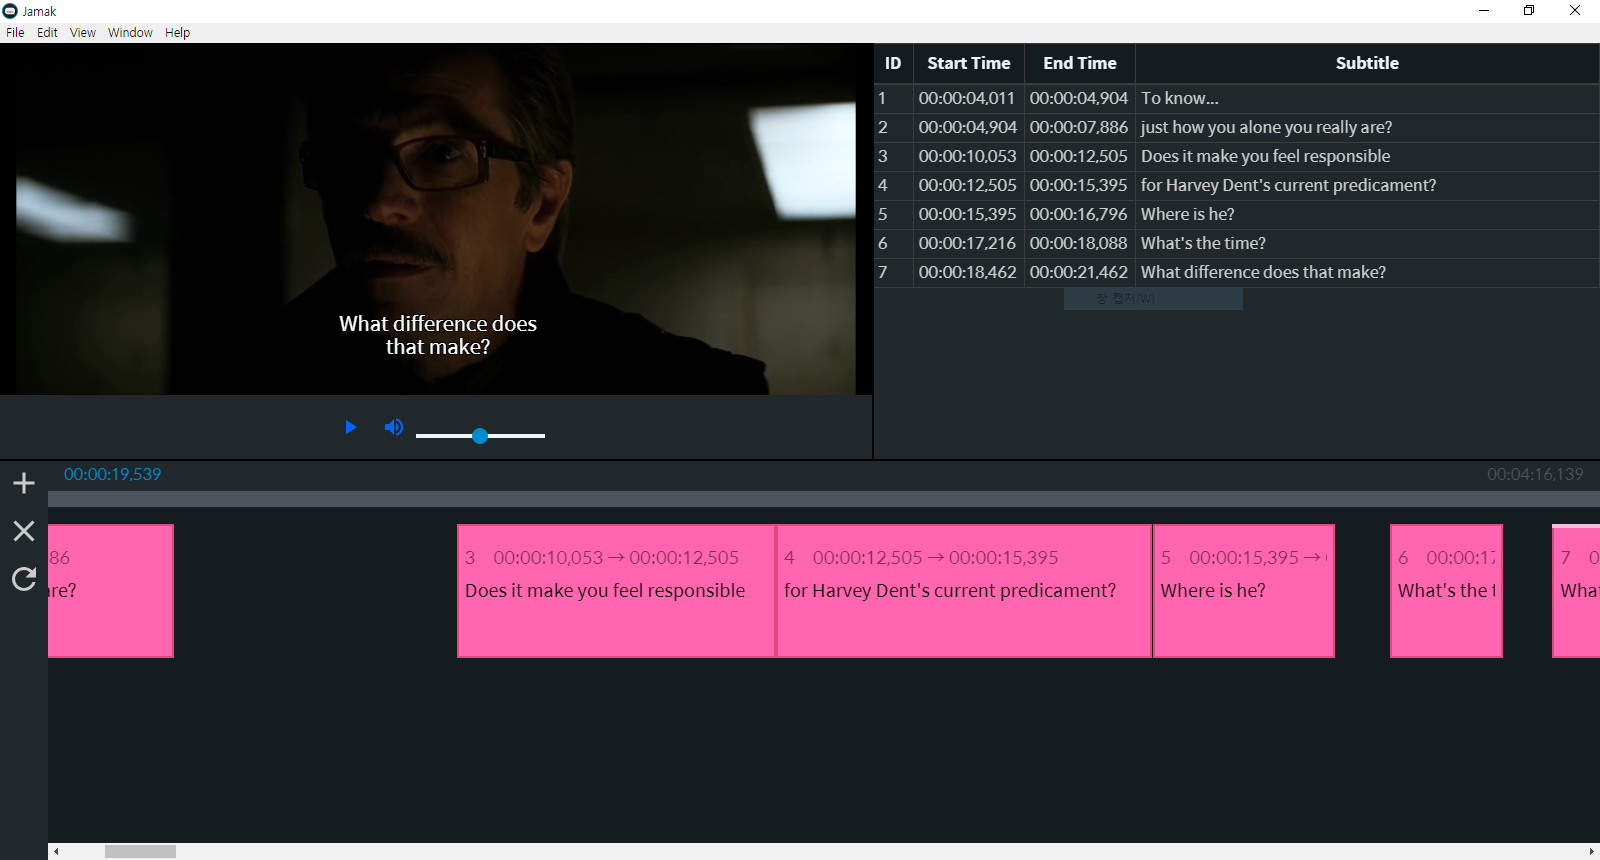 Jamak
File Edit View Window Help
What difference does
that make?
ID Start Time End Time Subtitle
1 00:00:04,011 00:00:04,904 To know...
2 00:00:04,904 00:00:07,886 just how you alone you really are?
3 00:00:10,053 00:00:12,505 Does it make you feel responsible
4 00:00:12,505 00:00:15,395 for Harvey Dent's current predicament?
5 00:00:15,395 00:00:16,796 Where is he?
6 00:00:17,216 00:00:18,088 What's the time?
7 00:00:18,462 00:00:21,462 What difference does that make?
창 캡처(W)
00:00:19,539 00:04:16,139
86
are?
3 00:00:10,053 → 00:00:12,505
Does it make you feel responsible
4 00:00:12,505 → 00:00:15,395
for Harvey Dent's current predicament?
5 00:00:15,395 →
Where is he?
6 00:00:17
What's the t
7 0
What